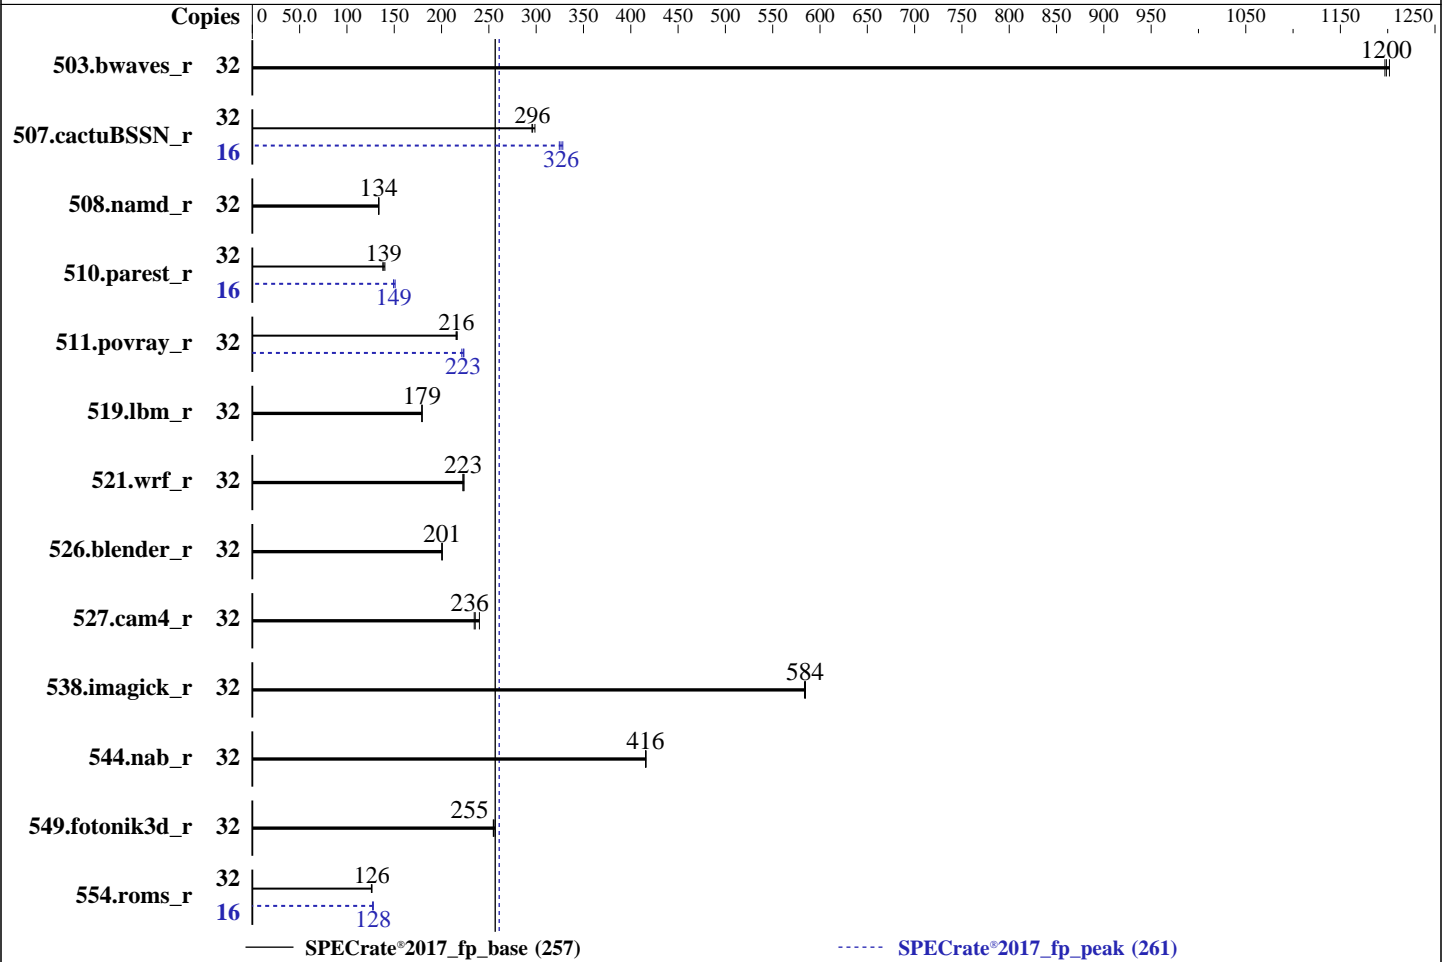 Copies 0 50.0 100 150 200 250 300 350 400 450 500 550 600 650 700 750 800 850 900 950 1050 1150 1250
503.bwaves_r 32 1200
507.cactuBSSN_r 32 296
16 326
508.namd_r 32 134
510.parest_r 32 139
16 149
511.povray_r 32 216
223
519.lbm_r 32 179
521.wrf_r 32 223
526.blender_r 32 201
527.cam4_r 32 236
538.imagick_r 32 584
544.nab_r 32 416
549.fotonik3d_r 32 255
554.roms_r 32 126
16 128
SPECrate®2017_fp_base (257) SPECrate®2017_fp_peak (261)